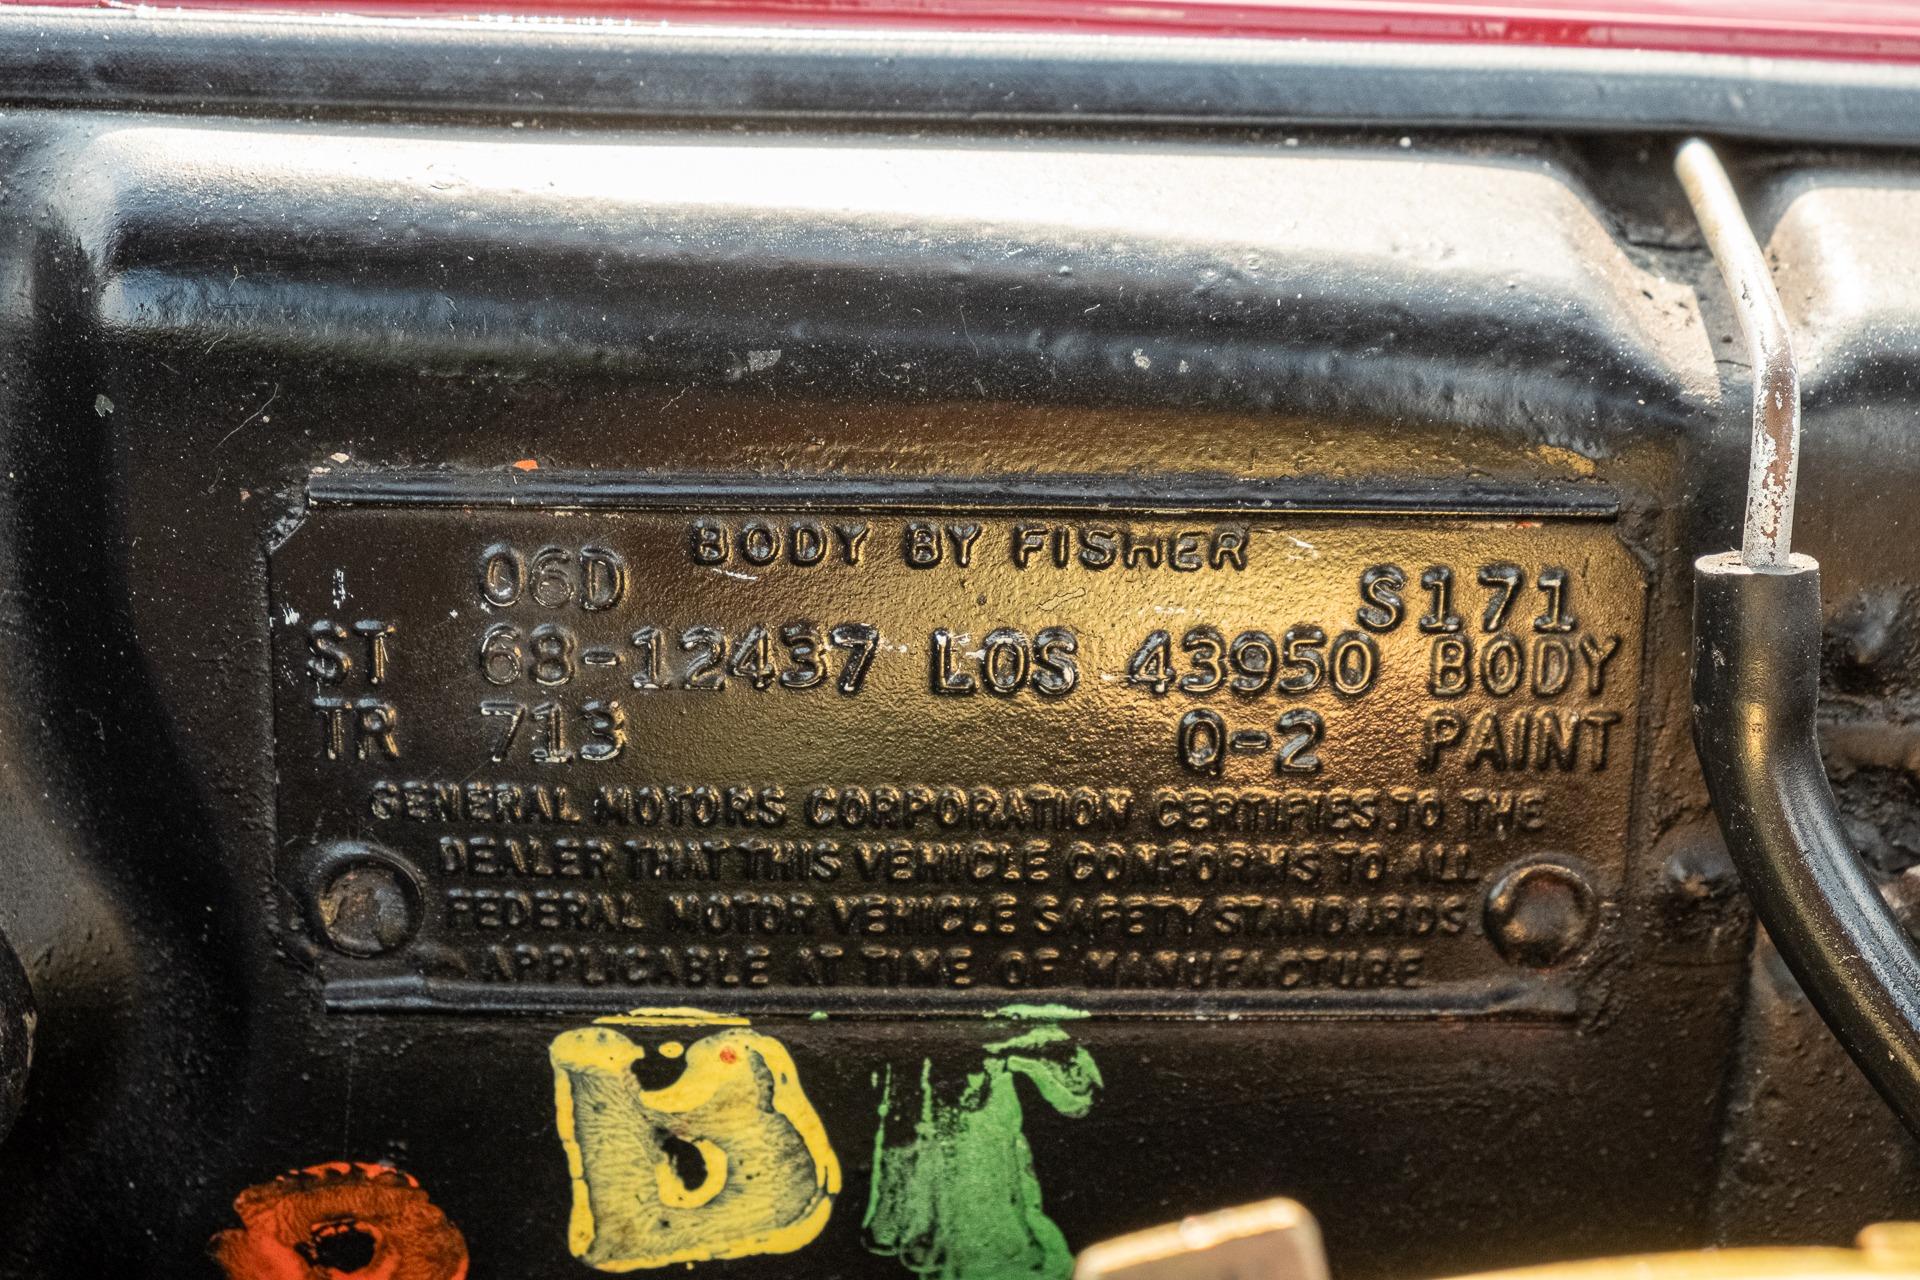 BODY BY FISHER
06D S171
ST 68-12437 LOS 43950 BODY
TR 713 Q-2 PAINT
GENERAL MOTORS CORPORATION CERTIFIES TO THE
DEALER THAT THIS VEHICLE CONFORMS TO ALL
FEDERAL MOTOR VEHICLE SAFETY STANDARDS
APPLICABLE AT TIME OF MANUFACTURE